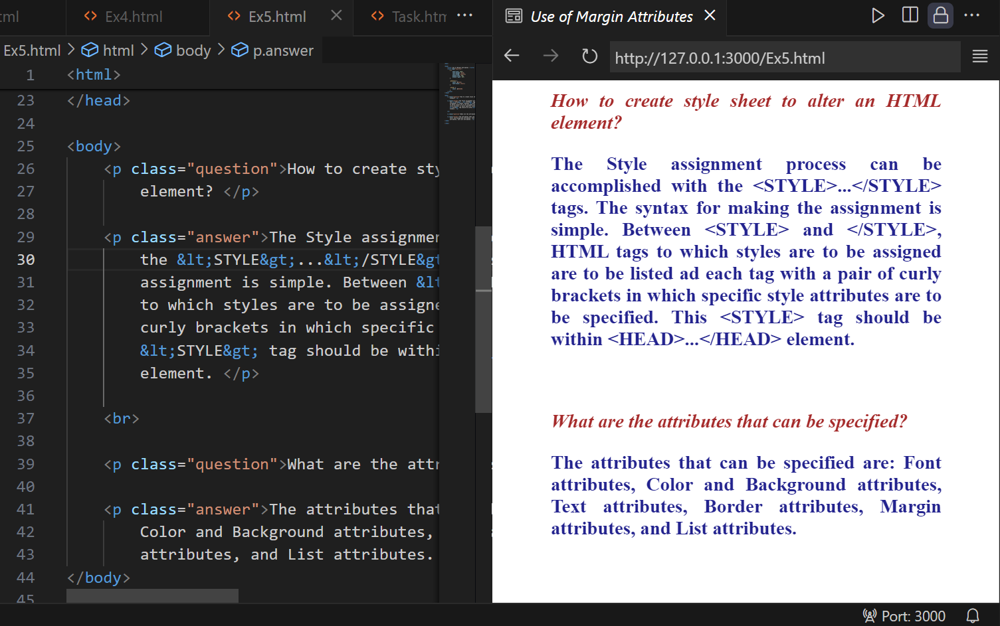 Ex4.html
Ex5.html
Use of Margin Attributes
Ex5.html > html > body > p.answer
http://127.0.0.1:3000/Ex5.html
1 <html>
23 </head>
24
25 <body>
26 <p class="question">How to create sty
27 element? </p>
28
29 <p class="answer">The Style assignmen
30 the &lt;STYLE&gt;...&lt;/STYLE&gt
31 assignment is simple. Between &lt
32 to which styles are to be assigne
33 curly brackets in which specific
34 &lt;STYLE&gt; tag should be withi
35 element. </p>
36
37 <br>
38
39 <p class="question">What are the attr
40
41 <p class="answer">The attributes that
42 Color and Background attributes,
43 attributes, and List attributes.
44 </body>
45
How to create style sheet to alter an HTML
element?
The Style assignment process can be
accomplished with the <STYLE>...</STYLE>
tags. The syntax for making the assignment is
simple. Between <STYLE> and </STYLE>,
HTML tags to which styles are to be assigned
are to be listed ad each tag with a pair of curly
brackets in which specific style attributes are to
be specified. This <STYLE> tag should be
within <HEAD>...</HEAD> element.
What are the attributes that can be specified?
The attributes that can be specified are: Font
attributes, Color and Background attributes,
Text attributes, Border attributes, Margin
attributes, and List attributes.
Port: 3000